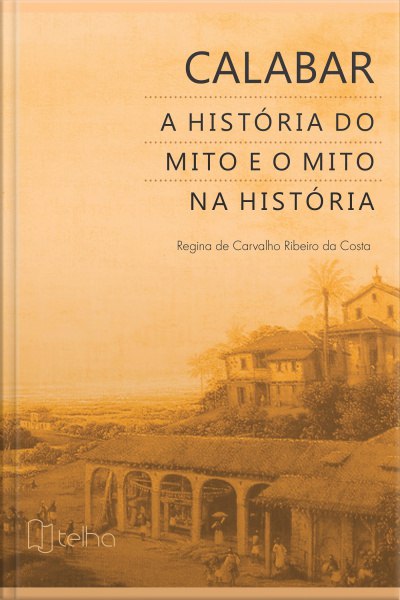 CALABAR
A HISTÓRIA DO
MITO E O MITO
NA HISTÓRIA
Regina de Carvalho Ribeiro da Costa
telha